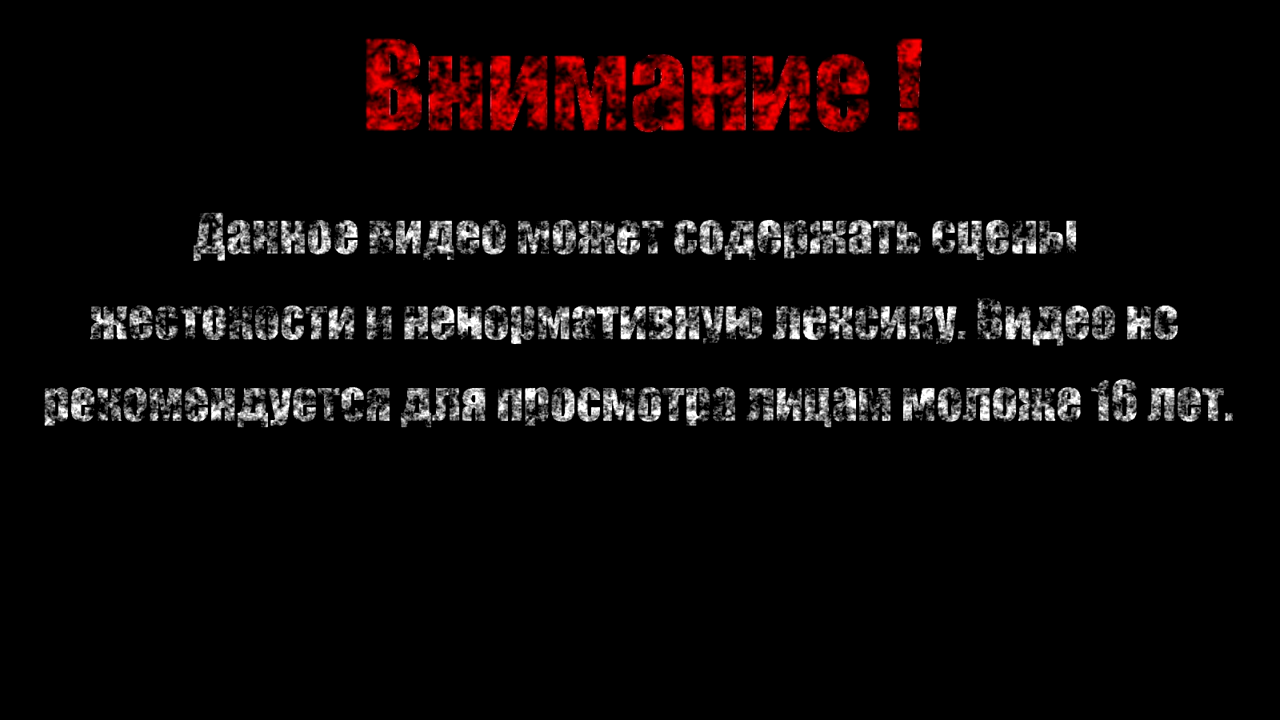 Внимание !
Данное видео может содержать сцены
жестокости и ненормативную лексику. Видео не
рекомендуется для просмотра лицам моложе 16 лет.